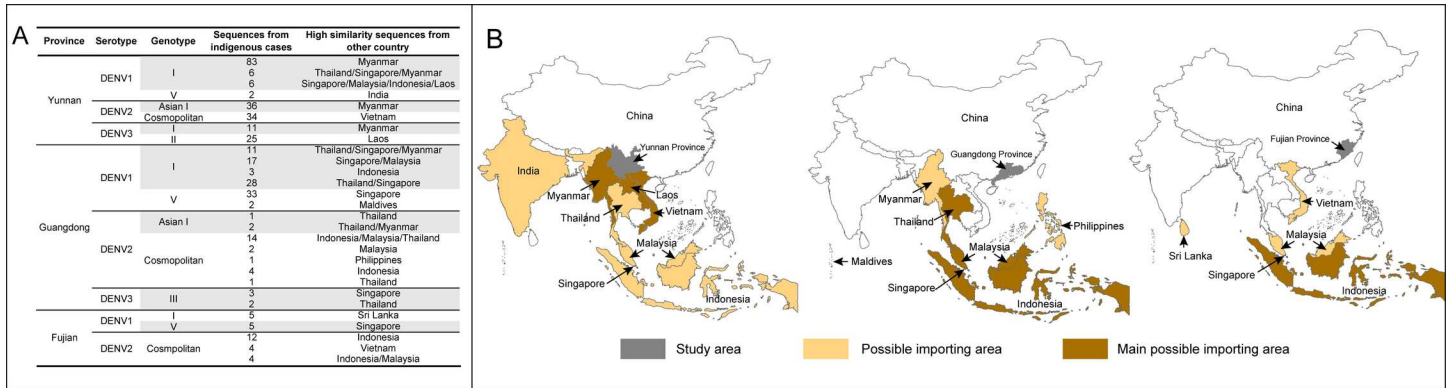 A
Province Serotype Genotype Sequences from indigenous cases High similarity sequences from other country
Yunnan DENV1 I 83 Myanmar
6 Thailand/Singapore/Myanmar
6 Singapore/Malaysia/Indonesia/Laos
V 2 India
DENV2 Asian I 36 Myanmar
Cosmopolitan 34 Vietnam
DENV3 I 11 Myanmar
II 25 Laos
Guangdong DENV1 I 11 Thailand/Singapore/Myanmar
17 Singapore/Malaysia
3 Indonesia
28 Thailand/Singapore
V 33 Singapore
2 Maldives
DENV2 Asian I 1 Thailand
2 Thailand/Myanmar
Cosmopolitan 14 Indonesia/Malaysia/Thailand
2 Malaysia
1 Philippines
4 Indonesia
1 Thailand
DENV3 III 3 Singapore
2 Thailand
Fujian DENV1 I 5 Sri Lanka
V 5 Singapore
DENV2 Cosmopolitan 12 Indonesia
4 Vietnam
4 Indonesia/Malaysia
B
China
Yunnan Province
India
Myanmar
Laos
Thailand
Vietnam
Malaysia
Singapore
Indonesia
China
Guangdong Province
Myanmar
Thailand
Philippines
Malaysia
Maldives
Singapore
Indonesia
China
Fujian Province
Vietnam
Sri Lanka
Malaysia
Singapore
Indonesia
Study area
Possible importing area
Main possible importing area